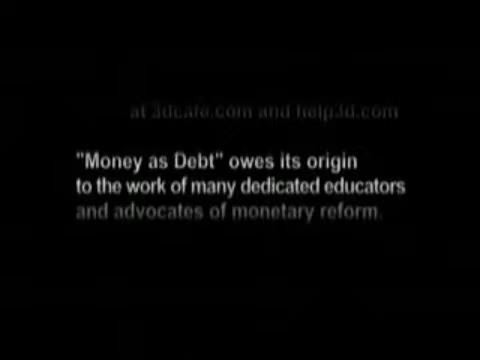 at 3dcafe.com and help3d.com
"Money as Debt" owes its origin
to the work of many dedicated educators
and advocates of monetary reform.